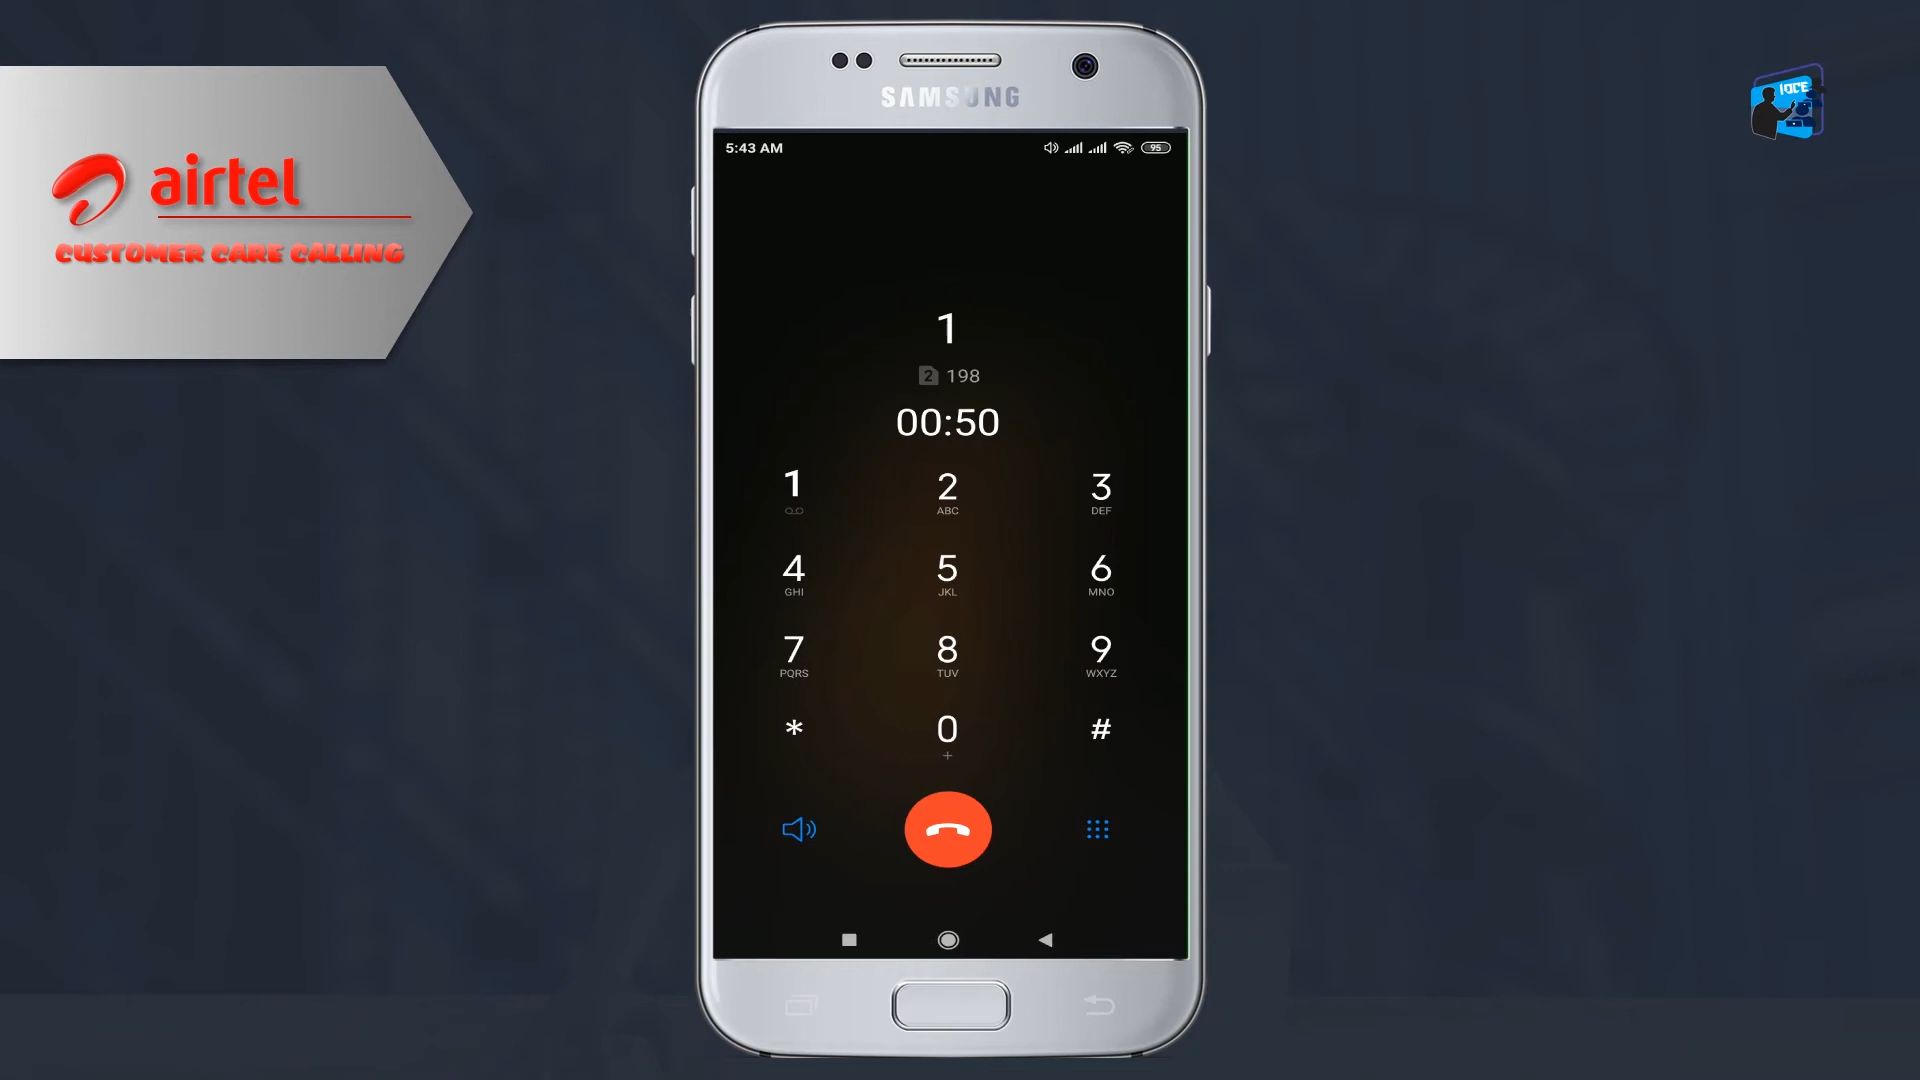 airtel
CUSTOMER CARE CALLING
SAMSUNG
5:43 AM
95
1
2 198
00:50
1 2 3
ABC DEF
4 5 6
GHI JKL MNO
7 8 9
PQRS TUV WXYZ
* 0 #
+